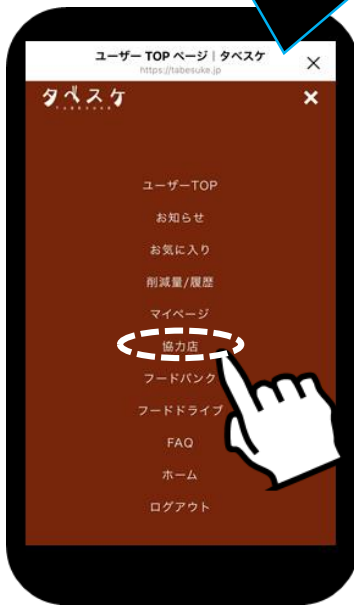 ユーザー TOP ページ｜タベスケ
https://tabesuke.jp
タベスケ
TABESUKE
ユーザーTOP
お知らせ
お気に入り
削減量/履歴
マイページ
協力店
フードバンク
フードドライブ
FAQ
ホーム
ログアウト